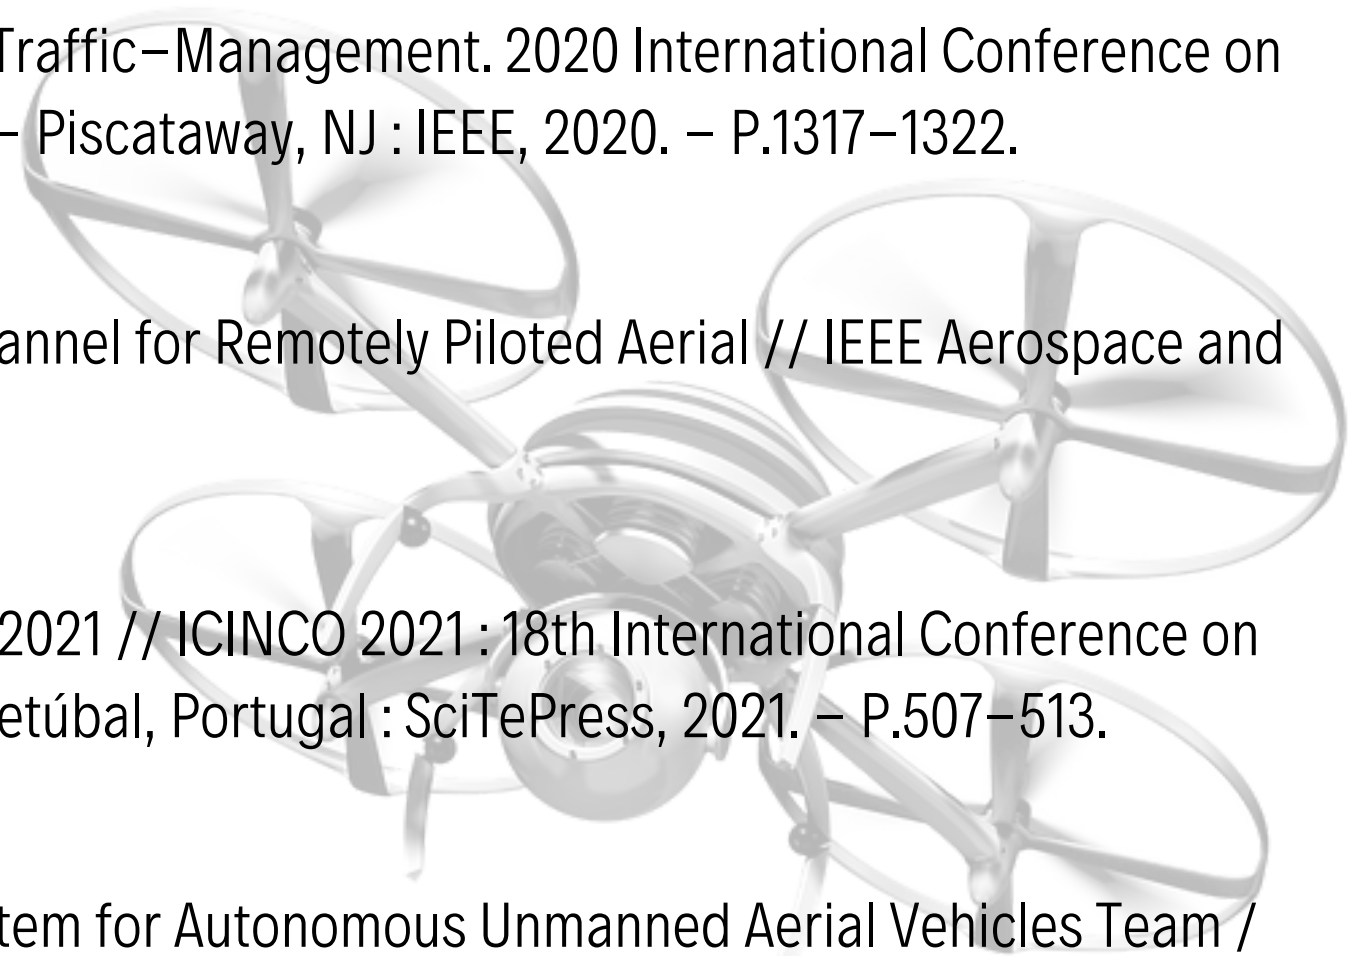 Traffic–Management. 2020 International Conference on
– Piscataway, NJ : IEEE, 2020. – P.1317–1322.
annel for Remotely Piloted Aerial // IEEE Aerospace and
2021 // ICINCO 2021 : 18th International Conference on
etúbal, Portugal : SciTePress, 2021. – P.507–513.
tem for Autonomous Unmanned Aerial Vehicles Team /